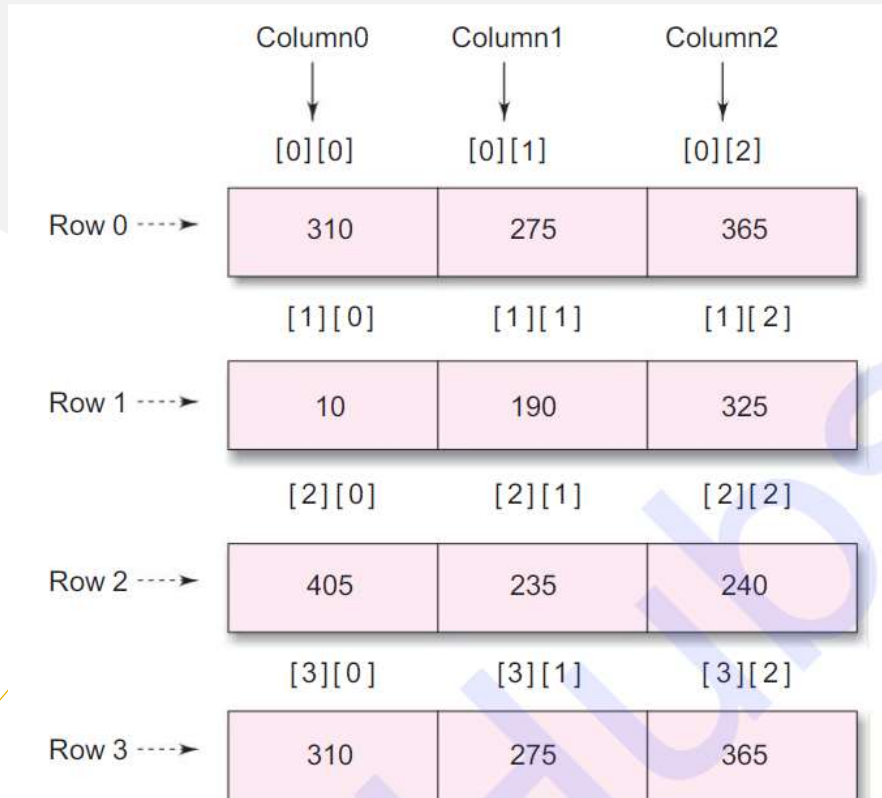 Column0 Column1 Column2
[0][0] [0][1] [0][2]
Row 0 310 275 365
[1][0] [1][1] [1][2]
Row 1 10 190 325
[2][0] [2][1] [2][2]
Row 2 405 235 240
[3][0] [3][1] [3][2]
Row 3 310 275 365
Hubs